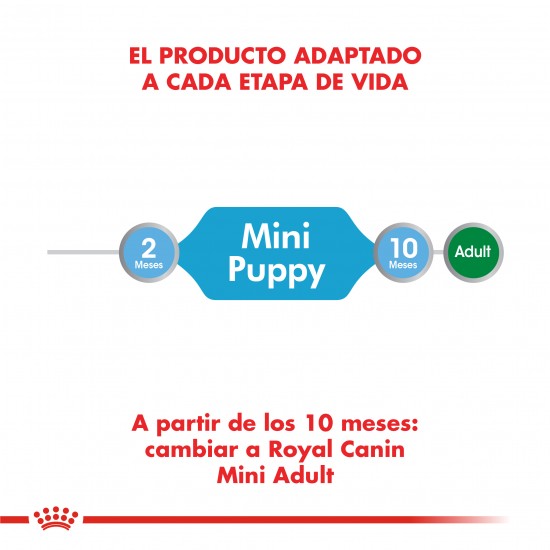 EL PRODUCTO ADAPTADO
A CADA ETAPA DE VIDA
2
Meses
Mini
Puppy
10
Meses
Adult
A partir de los 10 meses:
cambiar a Royal Canin
Mini Adult